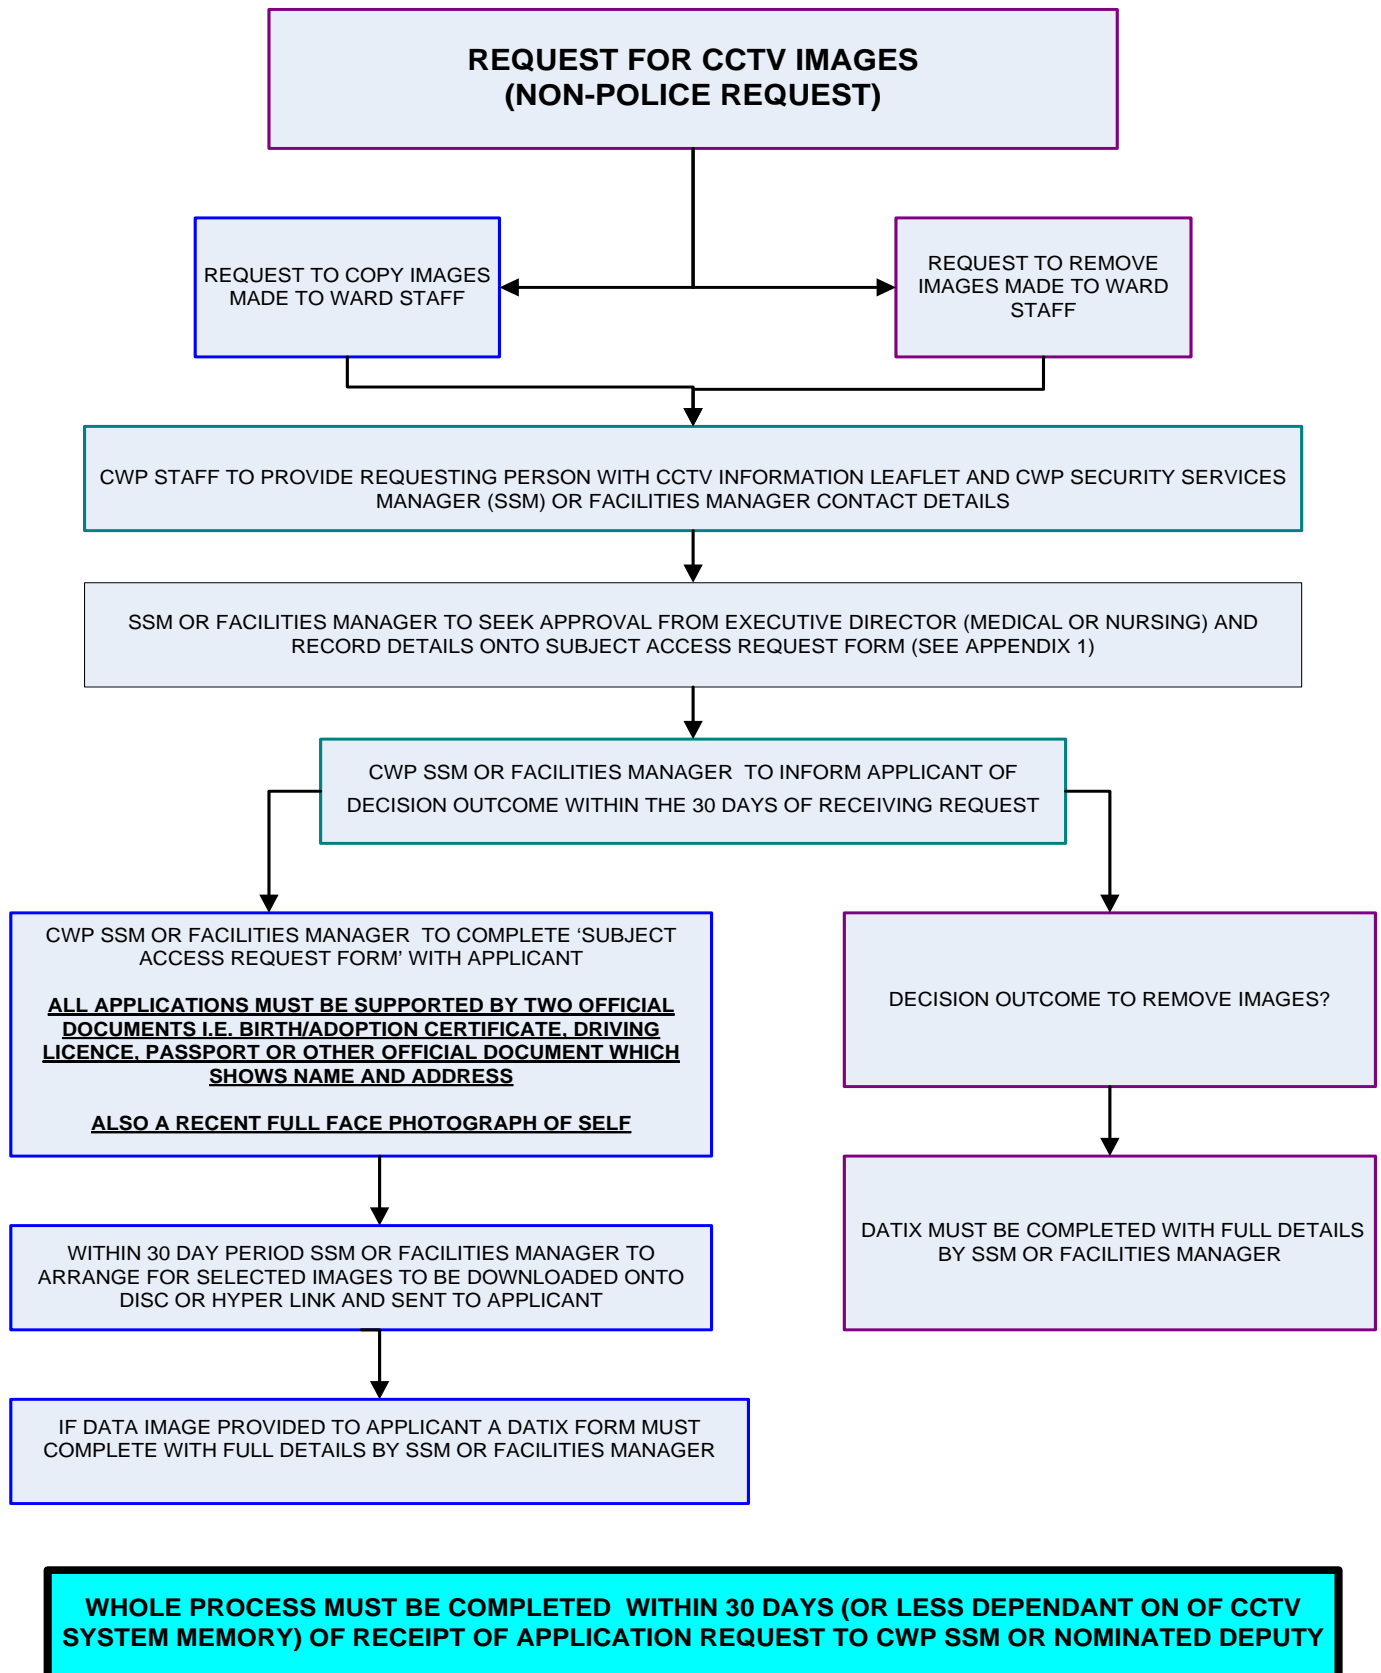 REQUEST FOR CCTV IMAGES
(NON-POLICE REQUEST)
REQUEST TO COPY IMAGES
MADE TO WARD STAFF
REQUEST TO REMOVE
IMAGES MADE TO WARD
STAFF
CWP STAFF TO PROVIDE REQUESTING PERSON WITH CCTV INFORMATION LEAFLET AND CWP SECURITY SERVICES
MANAGER (SSM) OR FACILITIES MANAGER CONTACT DETAILS
SSM OR FACILITIES MANAGER TO SEEK APPROVAL FROM EXECUTIVE DIRECTOR (MEDICAL OR NURSING) AND
RECORD DETAILS ONTO SUBJECT ACCESS REQUEST FORM (SEE APPENDIX 1)
CWP SSM OR FACILITIES MANAGER TO INFORM APPLICANT OF
DECISION OUTCOME WITHIN THE 30 DAYS OF RECEIVING REQUEST
CWP SSM OR FACILITIES MANAGER TO COMPLETE ‘SUBJECT
ACCESS REQUEST FORM’ WITH APPLICANT
ALL APPLICATIONS MUST BE SUPPORTED BY TWO OFFICIAL
DOCUMENTS I.E. BIRTH/ADOPTION CERTIFICATE, DRIVING
LICENCE, PASSPORT OR OTHER OFFICIAL DOCUMENT WHICH
SHOWS NAME AND ADDRESS
ALSO A RECENT FULL FACE PHOTOGRAPH OF SELF
DECISION OUTCOME TO REMOVE IMAGES?
DATIX MUST BE COMPLETED WITH FULL DETAILS
BY SSM OR FACILITIES MANAGER
WITHIN 30 DAY PERIOD SSM OR FACILITIES MANAGER TO
ARRANGE FOR SELECTED IMAGES TO BE DOWNLOADED ONTO
DISC OR HYPER LINK AND SENT TO APPLICANT
IF DATA IMAGE PROVIDED TO APPLICANT A DATIX FORM MUST
COMPLETE WITH FULL DETAILS BY SSM OR FACILITIES MANAGER
WHOLE PROCESS MUST BE COMPLETED WITHIN 30 DAYS (OR LESS DEPENDANT ON OF CCTV
SYSTEM MEMORY) OF RECEIPT OF APPLICATION REQUEST TO CWP SSM OR NOMINATED DEPUTY